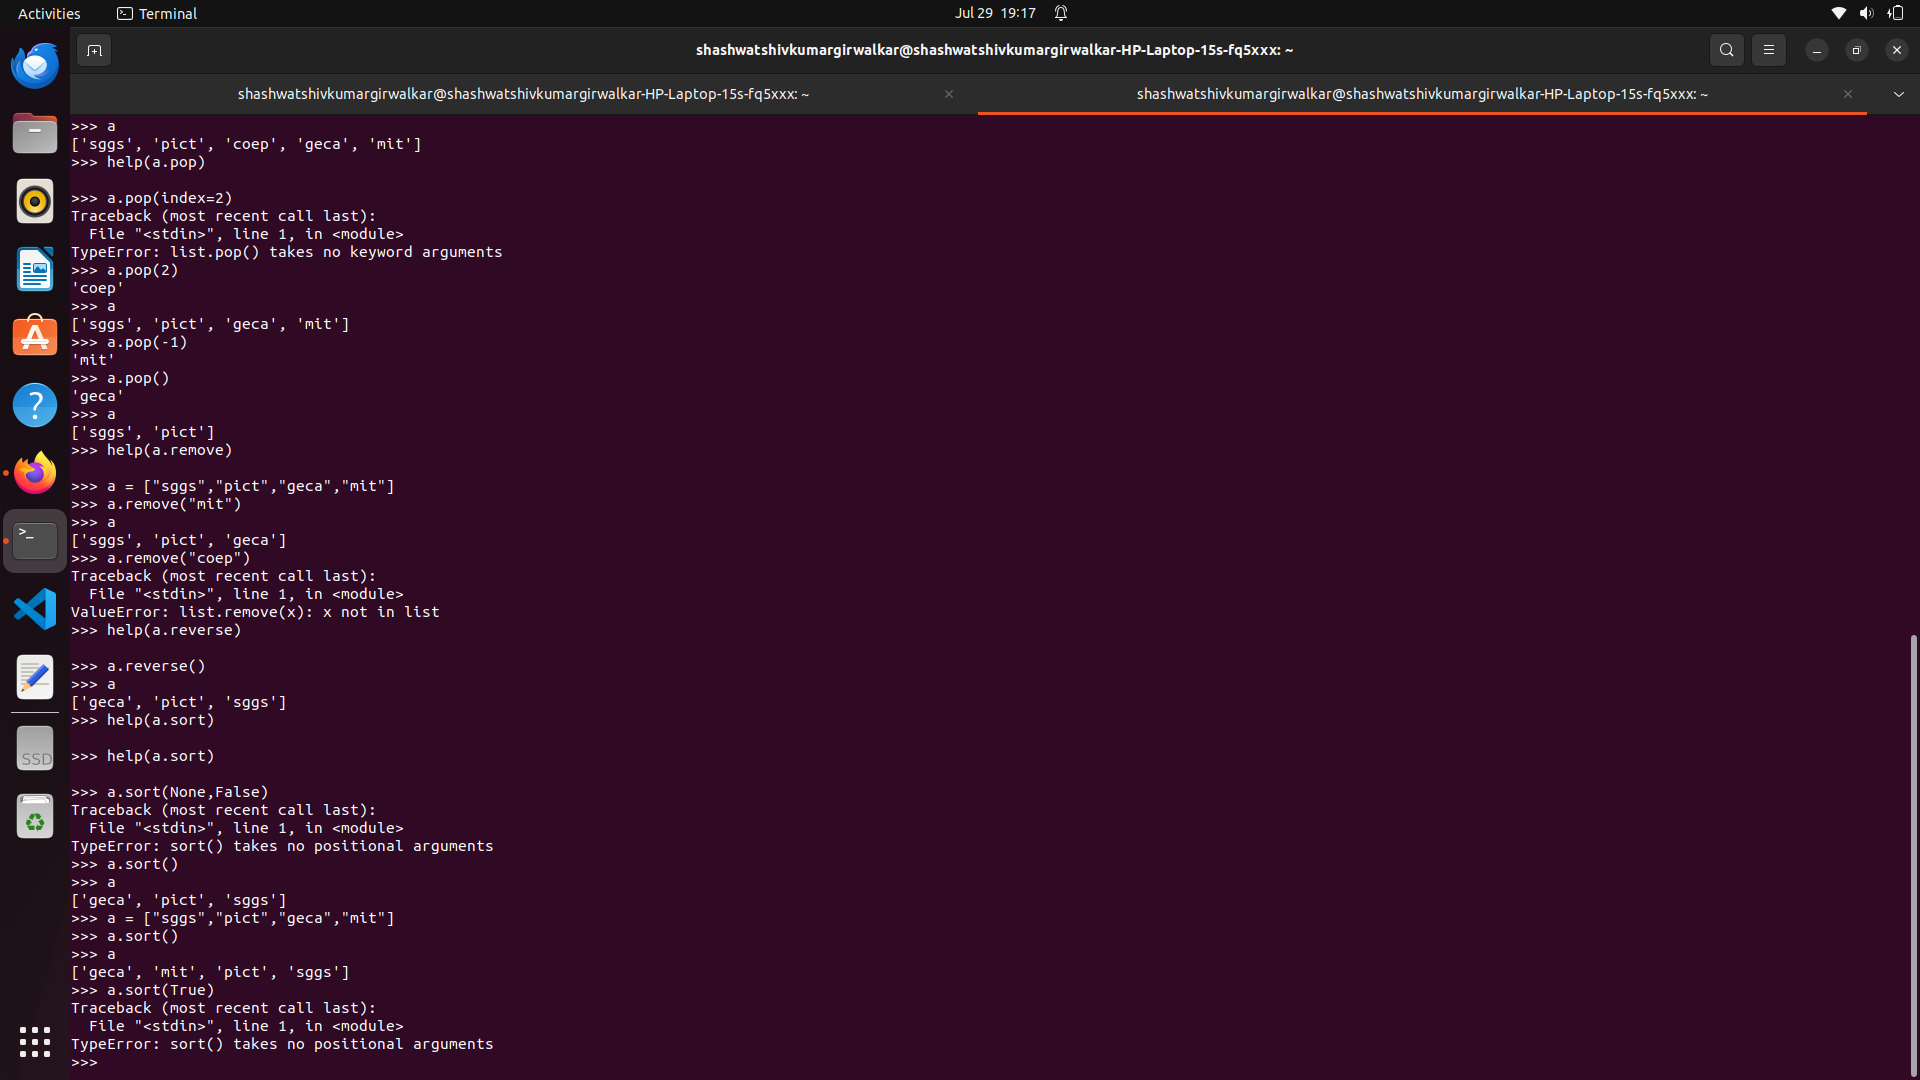 Activities
Terminal
Jul 29 19:17
shashwatshivkumargirwalkar@shashwatshivkumargirwalkar-HP-Laptop-15s-fq5xxx: ~
shashwatshivkumargirwalkar@shashwatshivkumargirwalkar-HP-Laptop-15s-fq5xxx: ~
shashwatshivkumargirwalkar@shashwatshivkumargirwalkar-HP-Laptop-15s-fq5xxx: ~
>>> a
['sggs', 'pict', 'coep', 'geca', 'mit']
>>> help(a.pop)
>>> a.pop(index=2)
Traceback (most recent call last):
  File "<stdin>", line 1, in <module>
TypeError: list.pop() takes no keyword arguments
>>> a.pop(2)
'coep'
>>> a
['sggs', 'pict', 'geca', 'mit']
>>> a.pop(-1)
'mit'
>>> a.pop()
'geca'
>>> a
['sggs', 'pict']
>>> help(a.remove)
>>> a = ["sggs","pict","geca","mit"]
>>> a.remove("mit")
>>> a
['sggs', 'pict', 'geca']
>>> a.remove("coep")
Traceback (most recent call last):
  File "<stdin>", line 1, in <module>
ValueError: list.remove(x): x not in list
>>> help(a.reverse)
>>> a.reverse()
>>> a
['geca', 'pict', 'sggs']
>>> help(a.sort)
>>> help(a.sort)
>>> a.sort(None,False)
Traceback (most recent call last):
  File "<stdin>", line 1, in <module>
TypeError: sort() takes no positional arguments
>>> a.sort()
>>> a
['geca', 'pict', 'sggs']
>>> a = ["sggs","pict","geca","mit"]
>>> a.sort()
>>> a
['geca', 'mit', 'pict', 'sggs']
>>> a.sort(True)
Traceback (most recent call last):
  File "<stdin>", line 1, in <module>
TypeError: sort() takes no positional arguments
>>>
SSD